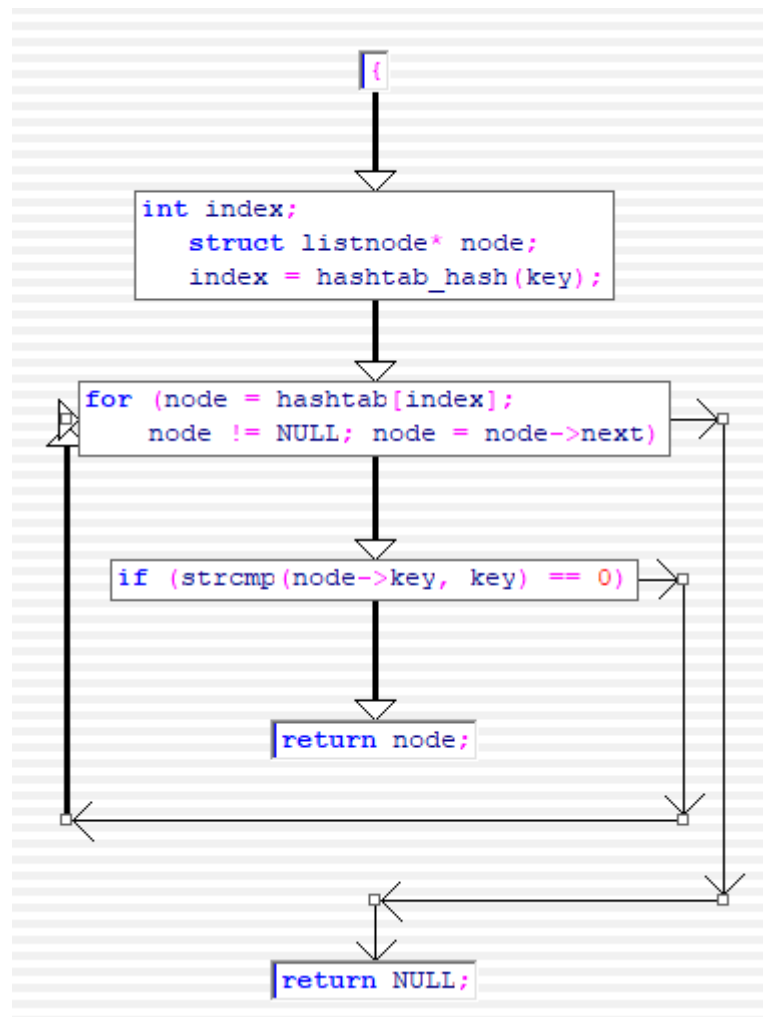 {
int index;
struct listnode* node;
index = hashtab_hash(key);
for (node = hashtab[index];
node != NULL; node = node->next)
if (strcmp(node->key, key) == 0)
return node;
return NULL;